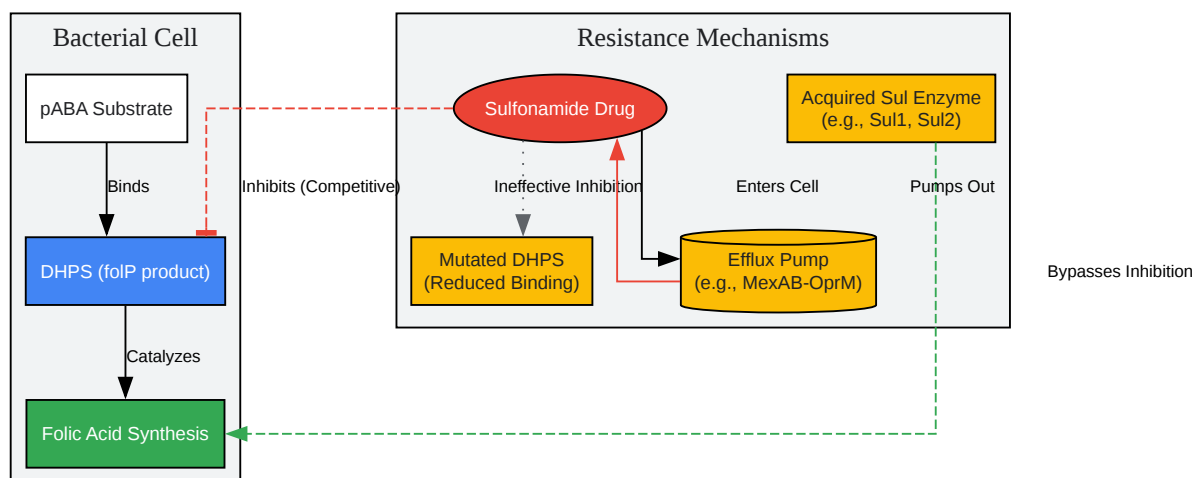 Bacterial Cell
Resistance Mechanisms
pABA Substrate
Sulfonamide Drug
Acquired Sul Enzyme
(e.g., Sul1, Sul2)
Binds
Inhibits (Competitive)
Ineffective Inhibition
Enters Cell
Pumps Out
DHPS (folP product)
Mutated DHPS
(Reduced Binding)
Efflux Pump
(e.g., MexAB-OprM)
Bypasses Inhibition
Catalyzes
Folic Acid Synthesis